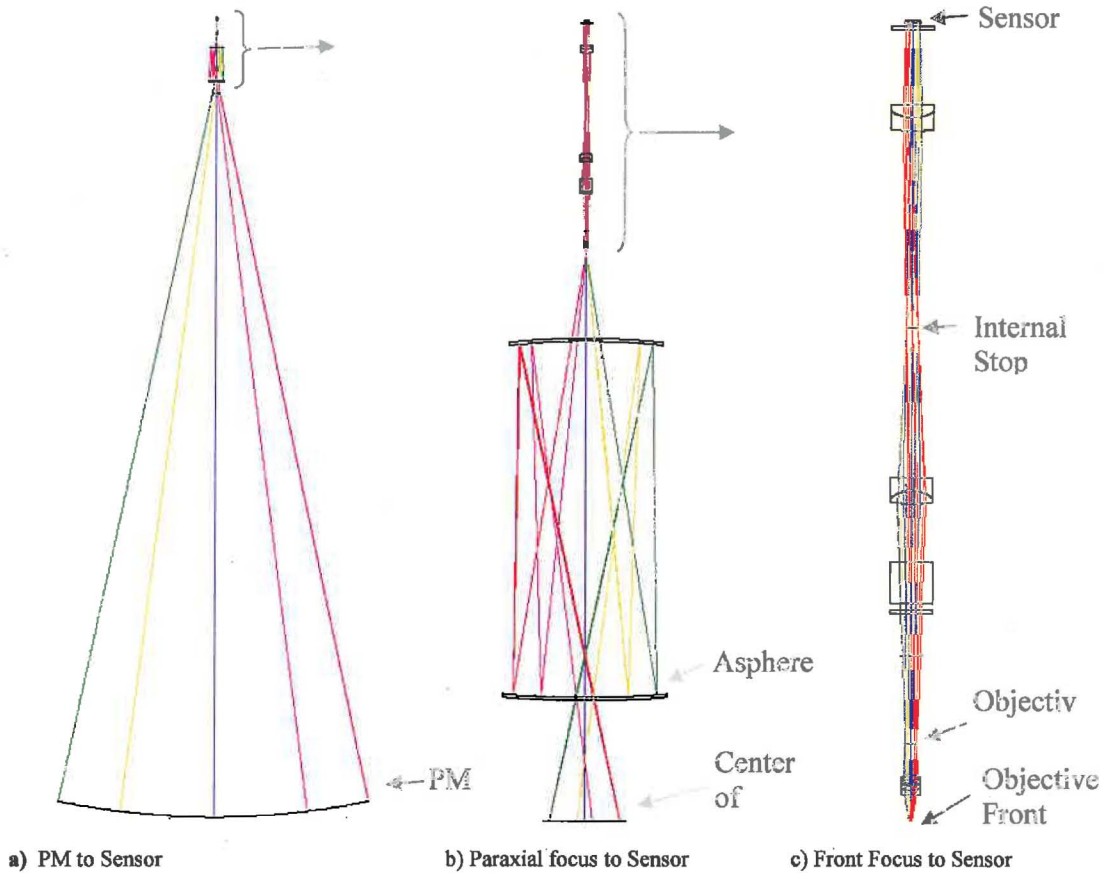 Sensor
Internal
Stop
Asphere
Objectiv
PM
Center
of
Objective
Front
a) PM to Sensor
b) Paraxial focus to Sensor
c) Front Focus to Sensor